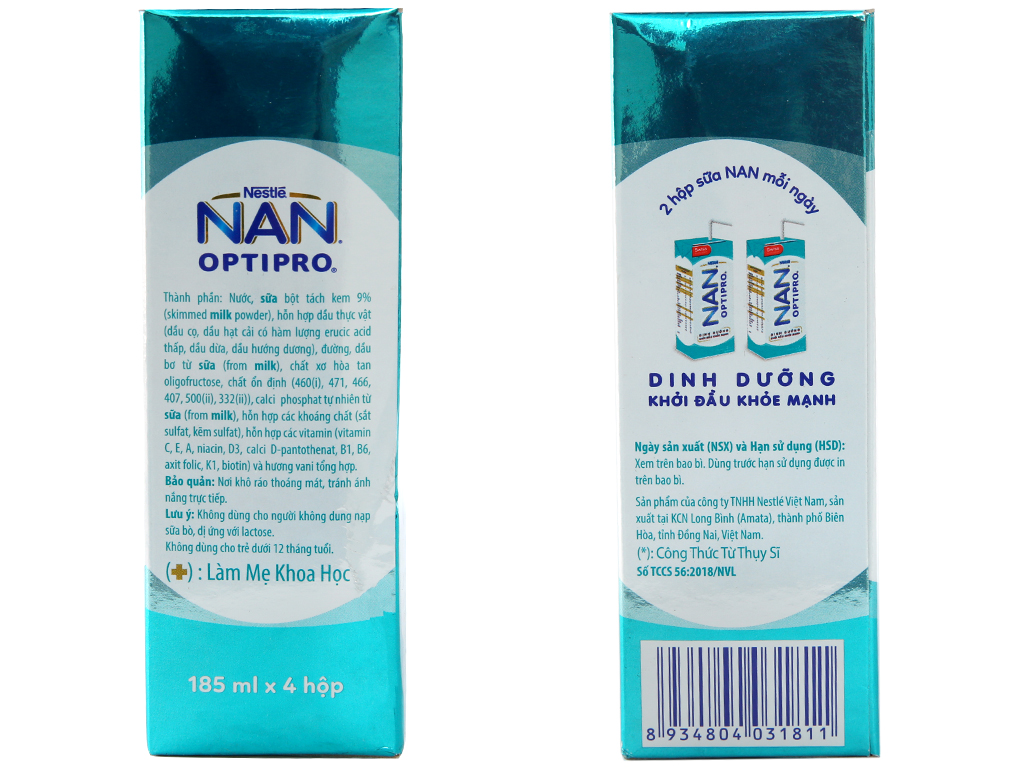 Nestlé
NAN
OPTIPRO®
Thành phần: Nước, sữa bột tách kem 9%
(skimmed milk powder), hỗn hợp dầu thực vật
(dầu cọ, dầu hạt cải có hàm lượng erucic acid
thấp, dầu dừa, dầu hướng dương), đường, dầu
bơ từ sữa (from milk), chất xơ hòa tan
oligofructose, chất ổn định (460(i), 471, 466,
407, 500(ii), 332(ii)), calci phosphat tự nhiên từ
sữa (from milk), hỗn hợp các khoáng chất (sắt
sulfat, kẽm sulfat), hỗn hợp các vitamin (vitamin
C, E, A, niacin, D3, calci D-pantothenat, B1, B6,
axit folic, K1, biotin) và hương vani tổng hợp.
Bảo quản: Nơi khô ráo thoáng mát, tránh ánh
nắng trực tiếp.
Lưu ý: Không dùng cho người không dung nạp
sữa bò, dị ứng với lactose.
Không dùng cho trẻ dưới 12 tháng tuổi.
(+) : Làm Mẹ Khoa Học
185 ml x 4 hộp
2 hộp sữa NAN mỗi ngày
NAN
OPTIPRO.
NAN
OPTIPRO.
DINH DƯỠNG
KHỞI ĐẦU KHỎE MẠNH
Ngày sản xuất (NSX) và Hạn sử dụng (HSD):
Xem trên bao bì. Dùng trước hạn sử dụng được in
trên bao bì.
Sản phẩm của công ty TNHH Nestlé Việt Nam, sản
xuất tại KCN Long Bình (Amata), thành phố Biên
Hòa, tỉnh Đồng Nai, Việt Nam.
(*): Công Thức Từ Thụy Sĩ
Số TCCS 56:2018/NVL
8 934804 031811